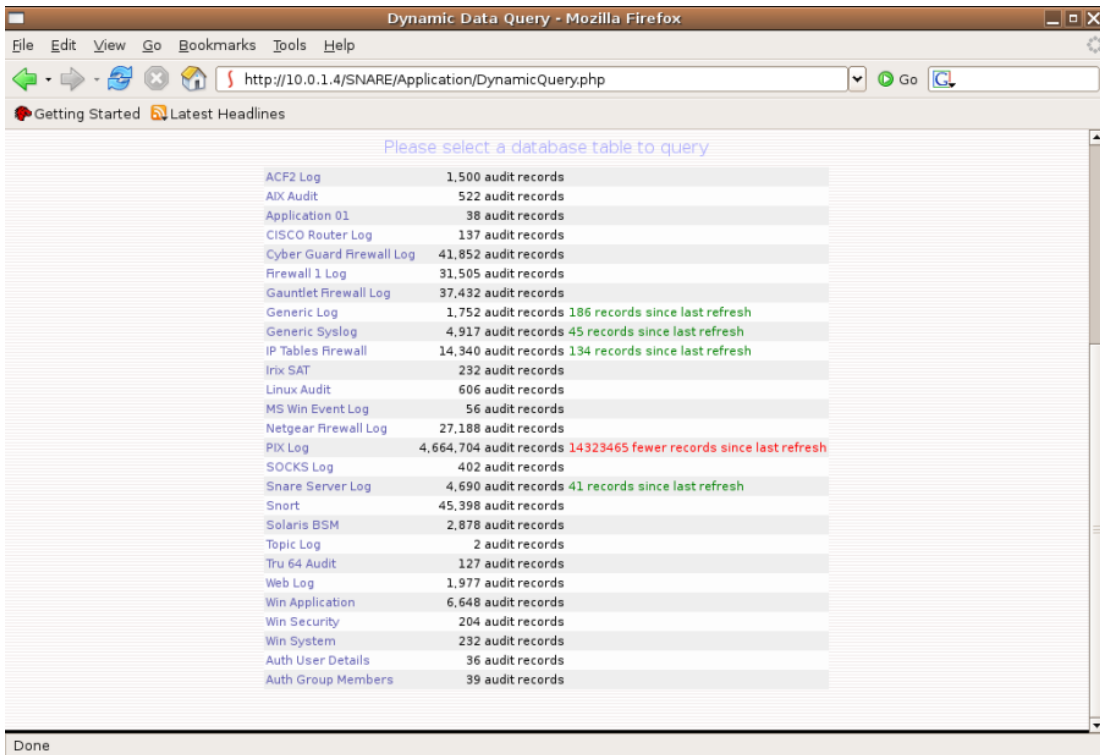 Dynamic Data Query - Mozilla Firefox
File Edit View Go Bookmarks Tools Help
http://10.0.1.4/SNARE/Application/DynamicQuery.php Go G
Getting Started Latest Headlines
Please select a database table to query
ACF2 Log 1,500 audit records
AIX Audit 522 audit records
Application 01 38 audit records
CISCO Router Log 137 audit records
Cyber Guard Firewall Log 41,852 audit records
Firewall 1 Log 31,505 audit records
Gauntlet Firewall Log 37,432 audit records
Generic Log 1,752 audit records 186 records since last refresh
Generic Syslog 4,917 audit records 45 records since last refresh
IP Tables Firewall 14,340 audit records 134 records since last refresh
Irix SAT 232 audit records
Linux Audit 606 audit records
MS Win Event Log 56 audit records
Netgear Firewall Log 27,188 audit records
PIX Log 4,664,704 audit records 14323465 fewer records since last refresh
SOCKS Log 402 audit records
Snare Server Log 4,690 audit records 41 records since last refresh
Snort 45,398 audit records
Solaris BSM 2,878 audit records
Topic Log 2 audit records
Tru 64 Audit 127 audit records
Web Log 1,977 audit records
Win Application 6,648 audit records
Win Security 204 audit records
Win System 232 audit records
Auth User Details 36 audit records
Auth Group Members 39 audit records
Done